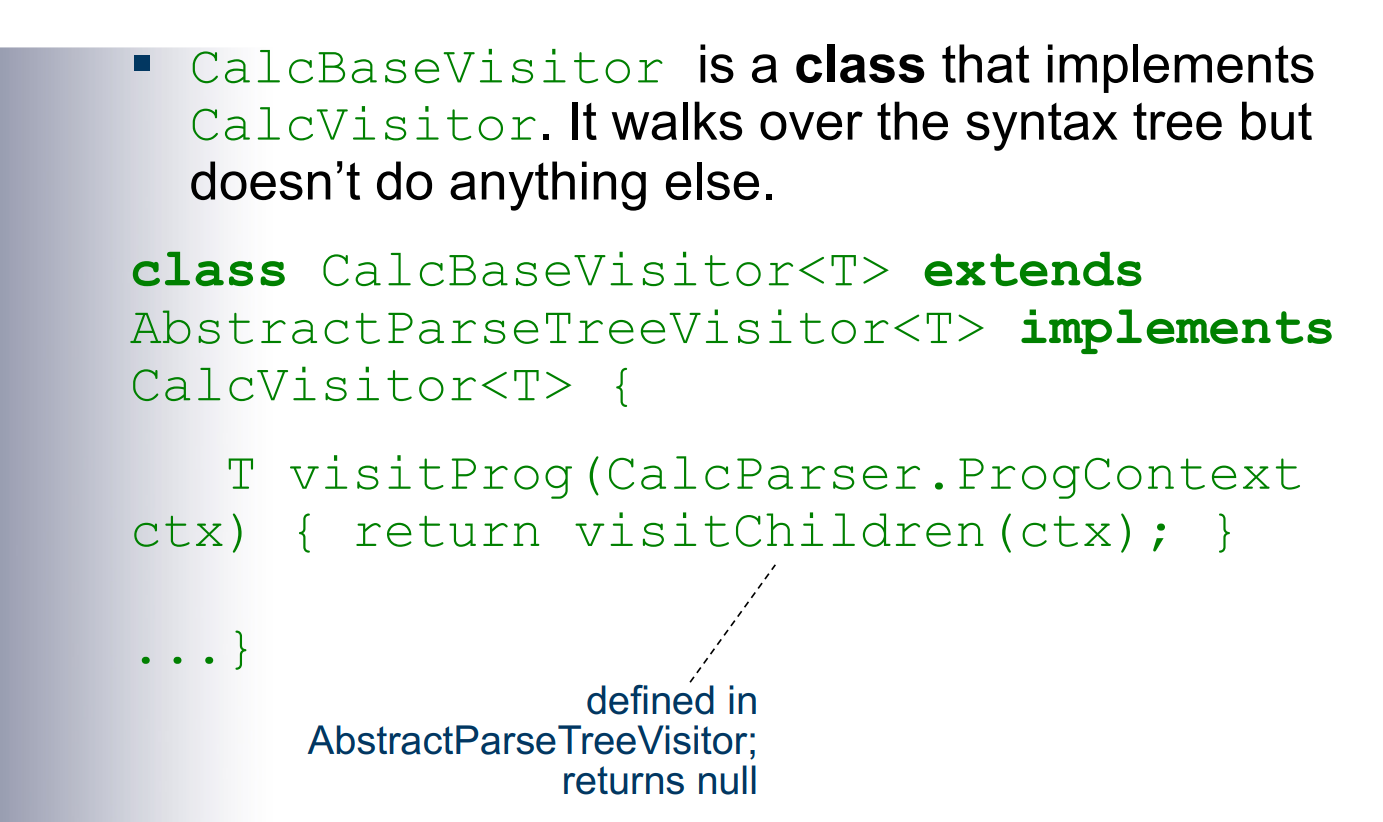 ▪ CalcBaseVisitor is a class that implements
CalcVisitor. It walks over the syntax tree but
doesn’t do anything else.
class CalcBaseVisitor<T> extends
AbstractParseTreeVisitor<T> implements
CalcVisitor<T> {
T visitProg(CalcParser.ProgContext
ctx) { return visitChildren(ctx); }
...}
defined in
AbstractParseTreeVisitor;
returns null